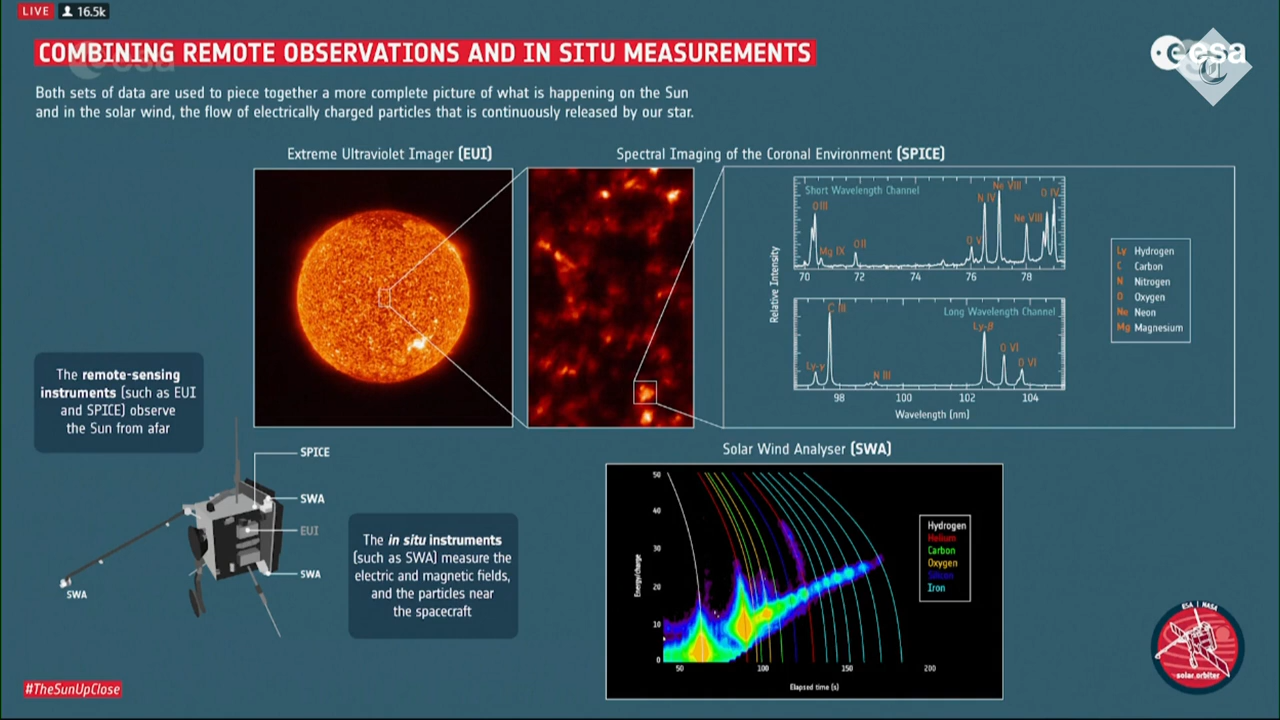 LIVE 16.5k
COMBINING REMOTE OBSERVATIONS AND IN SITU MEASUREMENTS
esa
Both sets of data are used to piece together a more complete picture of what is happening on the Sun
and in the solar wind, the flow of electrically charged particles that is continuously released by our star.
Extreme Ultraviolet Imager (EUI)
Spectral Imaging of the Coronal Environment (SPICE)
Short Wavelength Channel
O III
Mg IX
O II
O V
N IV
Ne VIII
Ne VIII
O IV
70 72 74 76 78
Relative Intensity
Long Wavelength Channel
Ly-γ
C III
N III
Ly-β
O VI
O VI
98 100 102 104
Wavelength (nm)
Ly Hydrogen
C Carbon
N Nitrogen
O Oxygen
Ne Neon
Mg Magnesium
The remote-sensing
instruments (such as EUI
and SPICE) observe
the Sun from afar
SPICE
SWA
EUI
SWA
SWA
The in situ instruments
(such as SWA) measure the
electric and magnetic fields,
and the particles near
the spacecraft
Solar Wind Analyser (SWA)
50
40
30
20
10
0
Energy/charge
50 100 150 200
Elapsed time (s)
Hydrogen
Helium
Carbon
Oxygen
Silicon
Iron
#TheSunUpClose
ESA | NASA
solar orbiter